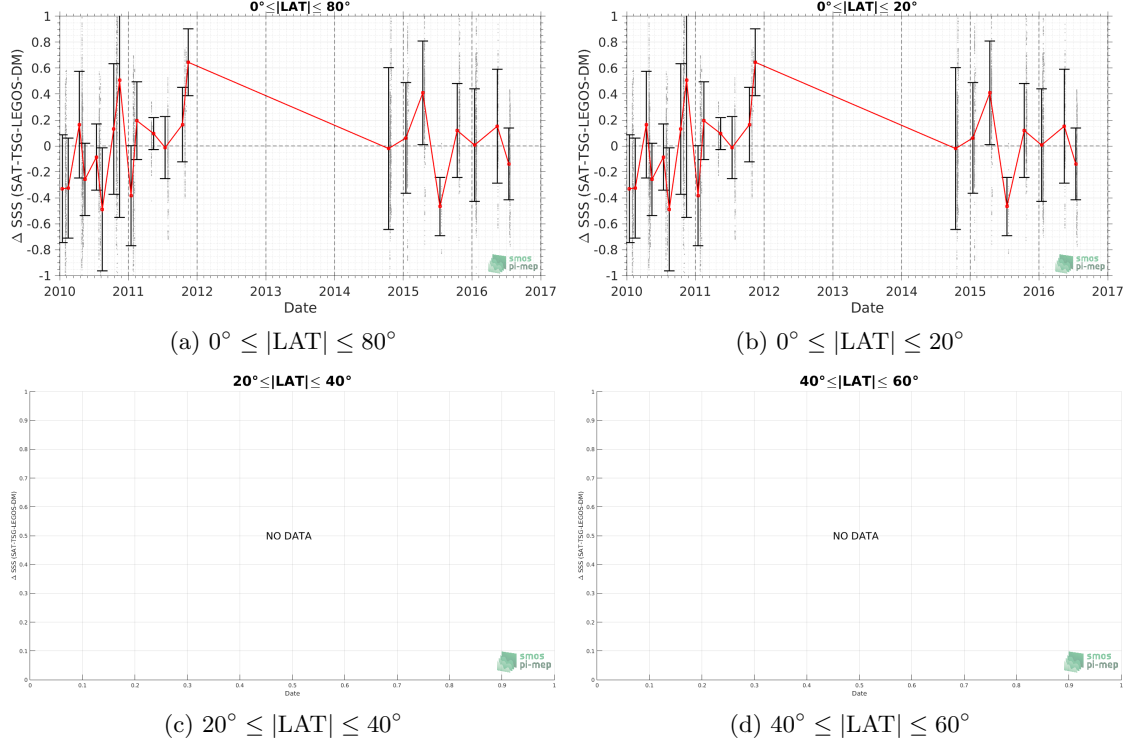 0°≤|LAT|≤ 80°
Δ SSS (SAT-TSG-LEGOS-DM)
1
0.8
0.6
0.4
0.2
0
-0.2
-0.4
-0.6
-0.8
-1
2010 2011 2012 2013 2014 2015 2016 2017
Date
smos
pi-mep
(a) 0° ≤ |LAT| ≤ 80°
0°≤|LAT|≤ 20°
Δ SSS (SAT-TSG-LEGOS-DM)
1
0.8
0.6
0.4
0.2
0
-0.2
-0.4
-0.6
-0.8
-1
2010 2011 2012 2013 2014 2015 2016 2017
Date
smos
pi-mep
(b) 0° ≤ |LAT| ≤ 20°
20°≤|LAT|≤ 40°
Δ SSS (SAT-TSG-LEGOS-DM)
1
0.9
0.8
0.7
0.6
0.5
0.4
0.3
0.2
0.1
0
NO DATA
0 0.1 0.2 0.3 0.4 0.5 0.6 0.7 0.8 0.9 1
Date
smos
pi-mep
(c) 20° ≤ |LAT| ≤ 40°
40°≤|LAT|≤ 60°
Δ SSS (SAT-TSG-LEGOS-DM)
1
0.9
0.8
0.7
0.6
0.5
0.4
0.3
0.2
0.1
0
NO DATA
0 0.1 0.2 0.3 0.4 0.5 0.6 0.7 0.8 0.9 1
Date
smos
pi-mep
(d) 40° ≤ |LAT| ≤ 60°